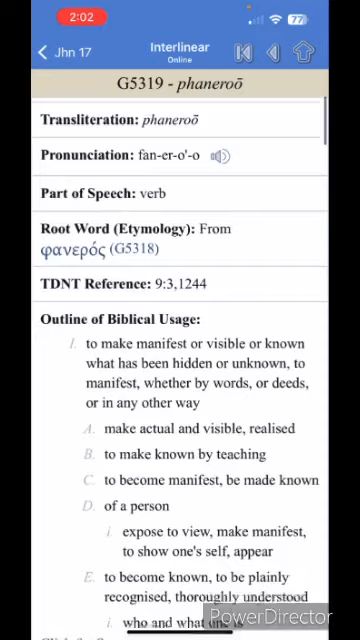 2:02
77
Jhn 17
Interlinear
Online
G5319 - phaneroō
Transliteration: phaneroō
Pronunciation: fan-er-o'-o
Part of Speech: verb
Root Word (Etymology): From
φανερός (G5318)
TDNT Reference: 9:3,1244
Outline of Biblical Usage:
I. to make manifest or visible or known
what has been hidden or unknown, to
manifest, whether by words, or deeds,
or in any other way
A. make actual and visible, realised
B. to make known by teaching
C. to become manifest, be made known
D. of a person
i. expose to view, make manifest,
to show one's self, appear
E. to become known, to be plainly
recognised, thoroughly understood
i. who and what one is
PowerDirector